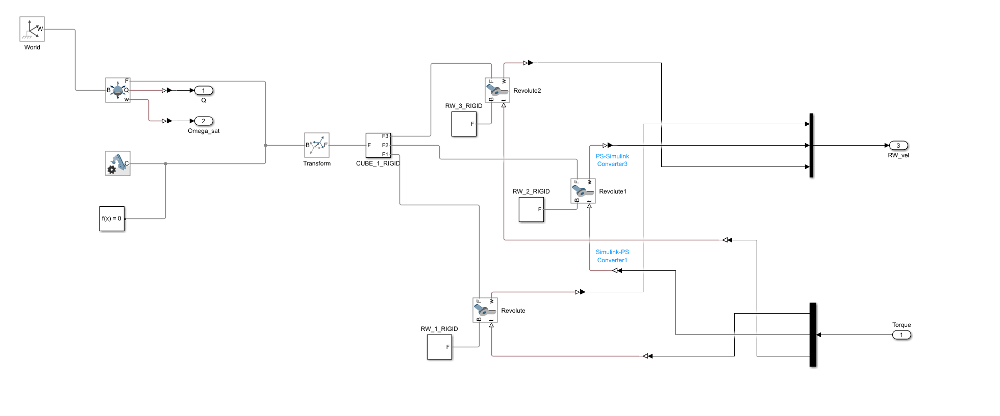 W
World
F
B
Q
w
1
Q
2
Omega_sat
C
f(x) = 0
B
F
Transform
F3
F
F2
F1
CUBE_1_RIGID
F
w
B
t
Revolute2
RW_3_RIGID
F
PS-Simulink
Converter3
F
w
B
t
Revolute1
RW_2_RIGID
F
Simulink-PS
Converter1
F
w
B
t
Revolute
RW_1_RIGID
F
3
RW_vel
Torque
1